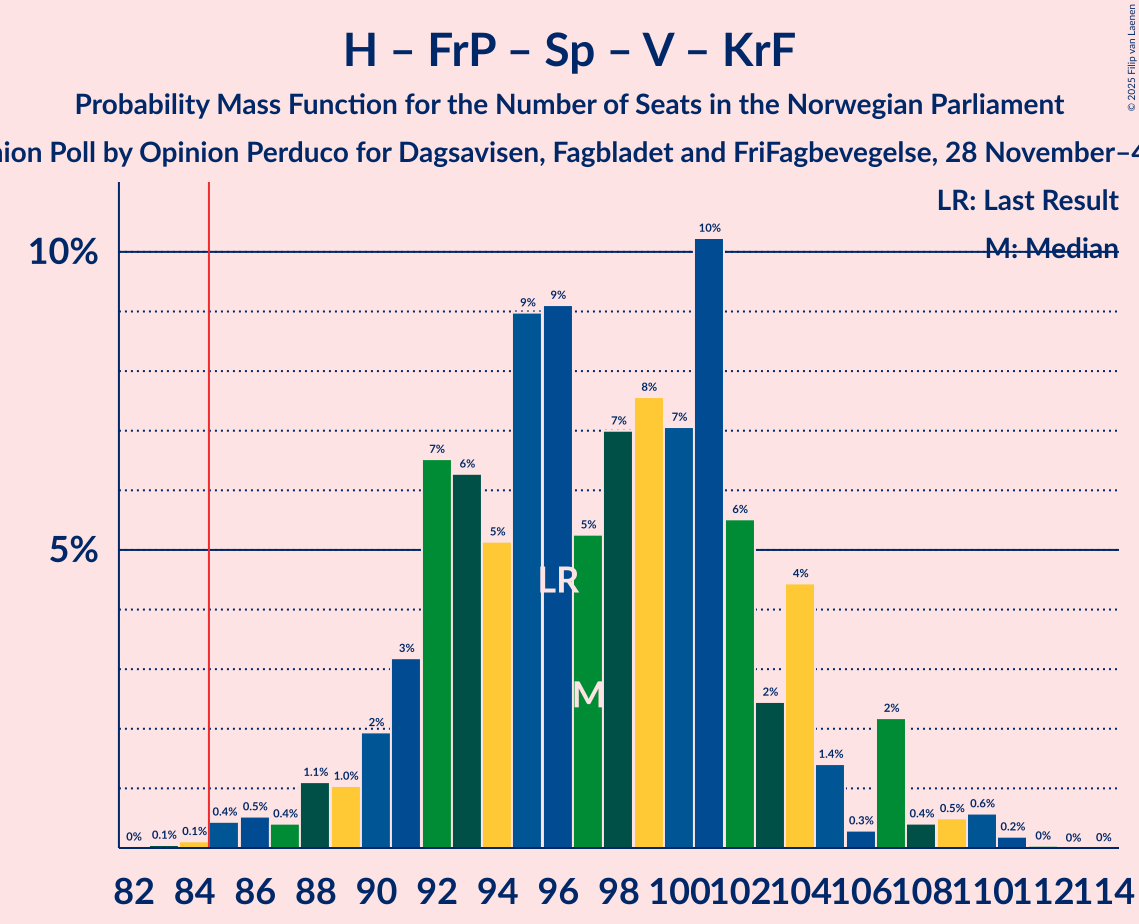 H – FrP – Sp – V – KrF
© 2025 Filip van Laenen
Probability Mass Function for the Number of Seats in the Norwegian Parliament
Poll by Opinion Perduco for Dagsavisen, Fagbladet and FriFagbevegelse, 28 November–4
LR: Last Result
M: Median
10%
5%
0% 0.1% 0.1% 0.4% 0.5% 0.4% 1.1% 1.0% 2% 3% 7% 6% 5% 9% 9% 5% 7% 8% 7% 10% 6% 2% 4% 1.4% 0.3% 2% 0.4% 0.5% 0.6% 0.2% 0% 0% 0%
LR
M
82 84 86 88 90 92 94 96 98 100 102 104 106 108 110 112 114